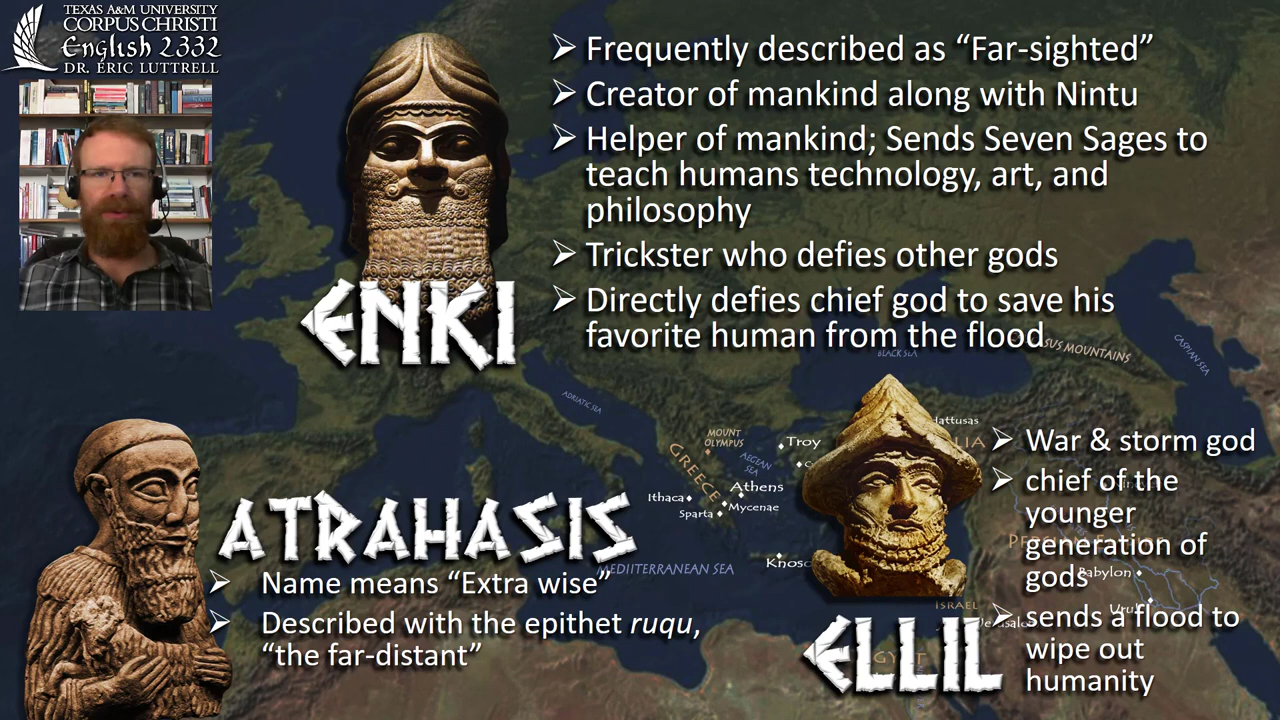 TEXAS A&M UNIVERSITY
CORPUS CHRISTI
English 2332
DR. ERIC LUTTRELL
➢ Frequently described as “Far-sighted”
➢ Creator of mankind along with Nintu
➢ Helper of mankind; Sends Seven Sages to
teach humans technology, art, and
philosophy
➢ Trickster who defies other gods
➢ Directly defies chief god to save his
favorite human from the flood
ENKI
SUS MOUNTAINS
BLACK SEA
CASPIAN SEA
ADRIATIC SEA
MOUNT
OLYMPUS
Troy
AEGEAN
SEA
GREECE
Athens
Ithaca
Mycenae
Sparta
MEDITERRANEAN SEA
ISRAEL
Babylon
ATRAHASIS
➢ Name means “Extra wise”
➢ Described with the epithet ruqu,
“the far-distant”
➢ War & storm god
➢ chief of the
younger
generation of
gods
➢ sends a flood to
wipe out
humanity
ELLIL